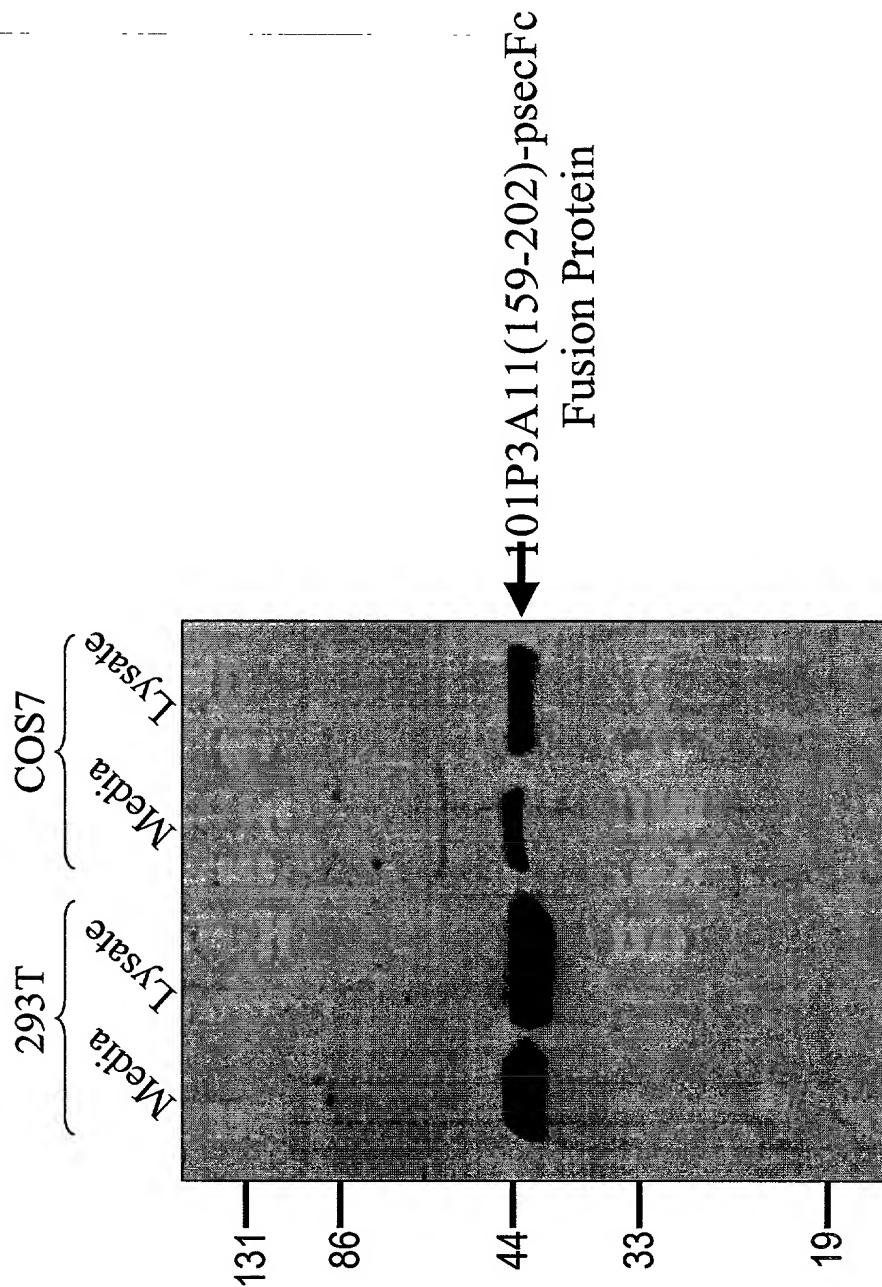 293T
COS7
Media
Lysate
Media
Lysate
131
86
44
33
19
101P3A11(159-202)-psecFc
Fusion Protein